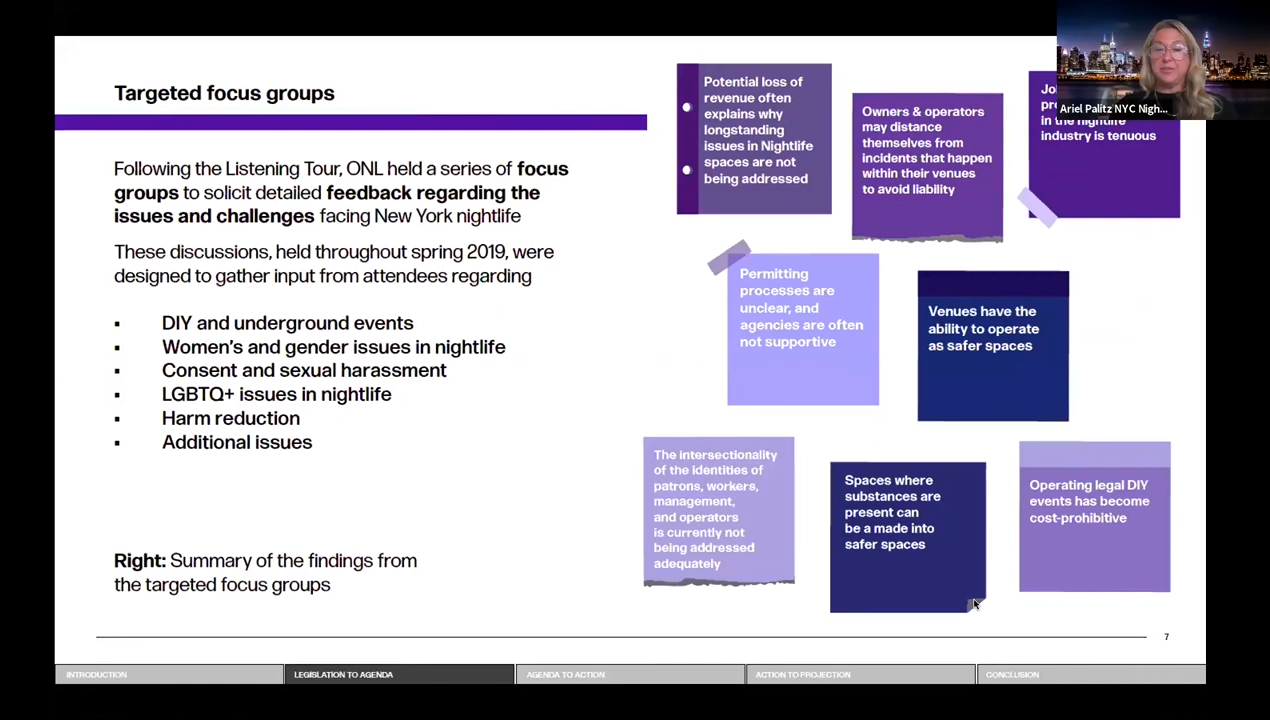 Targeted focus groups
Following the Listening Tour, ONL held a series of focus
groups to solicit detailed feedback regarding the
issues and challenges facing New York nightlife
These discussions, held throughout spring 2019, were
designed to gather input from attendees regarding
▪ DIY and underground events
▪ Women's and gender issues in nightlife
▪ Consent and sexual harassment
▪ LGBTQ+ issues in nightlife
▪ Harm reduction
▪ Additional issues
Right: Summary of the findings from
the targeted focus groups
Potential loss of
revenue often
explains why
longstanding
issues in Nightlife
spaces are not
being addressed
Owners & operators
may distance
themselves from
incidents that happen
within their venues
to avoid liability
in the nightlife
industry is tenuous
Ariel Palitz NYC Nigh...
Permitting
processes are
unclear, and
agencies are often
not supportive
Venues have the
ability to operate
as safer spaces
The intersectionality
of the identities of
patrons, workers,
management,
and operators
is currently not
being addressed
adequately
Spaces where
substances are
present can
be a made into
safer spaces
Operating legal DIY
events has become
cost-prohibitive
7
INTRODUCTION
LEGISLATION TO AGENDA
AGENDA TO ACTION
ACTION TO PROJECTION
CONCLUSION